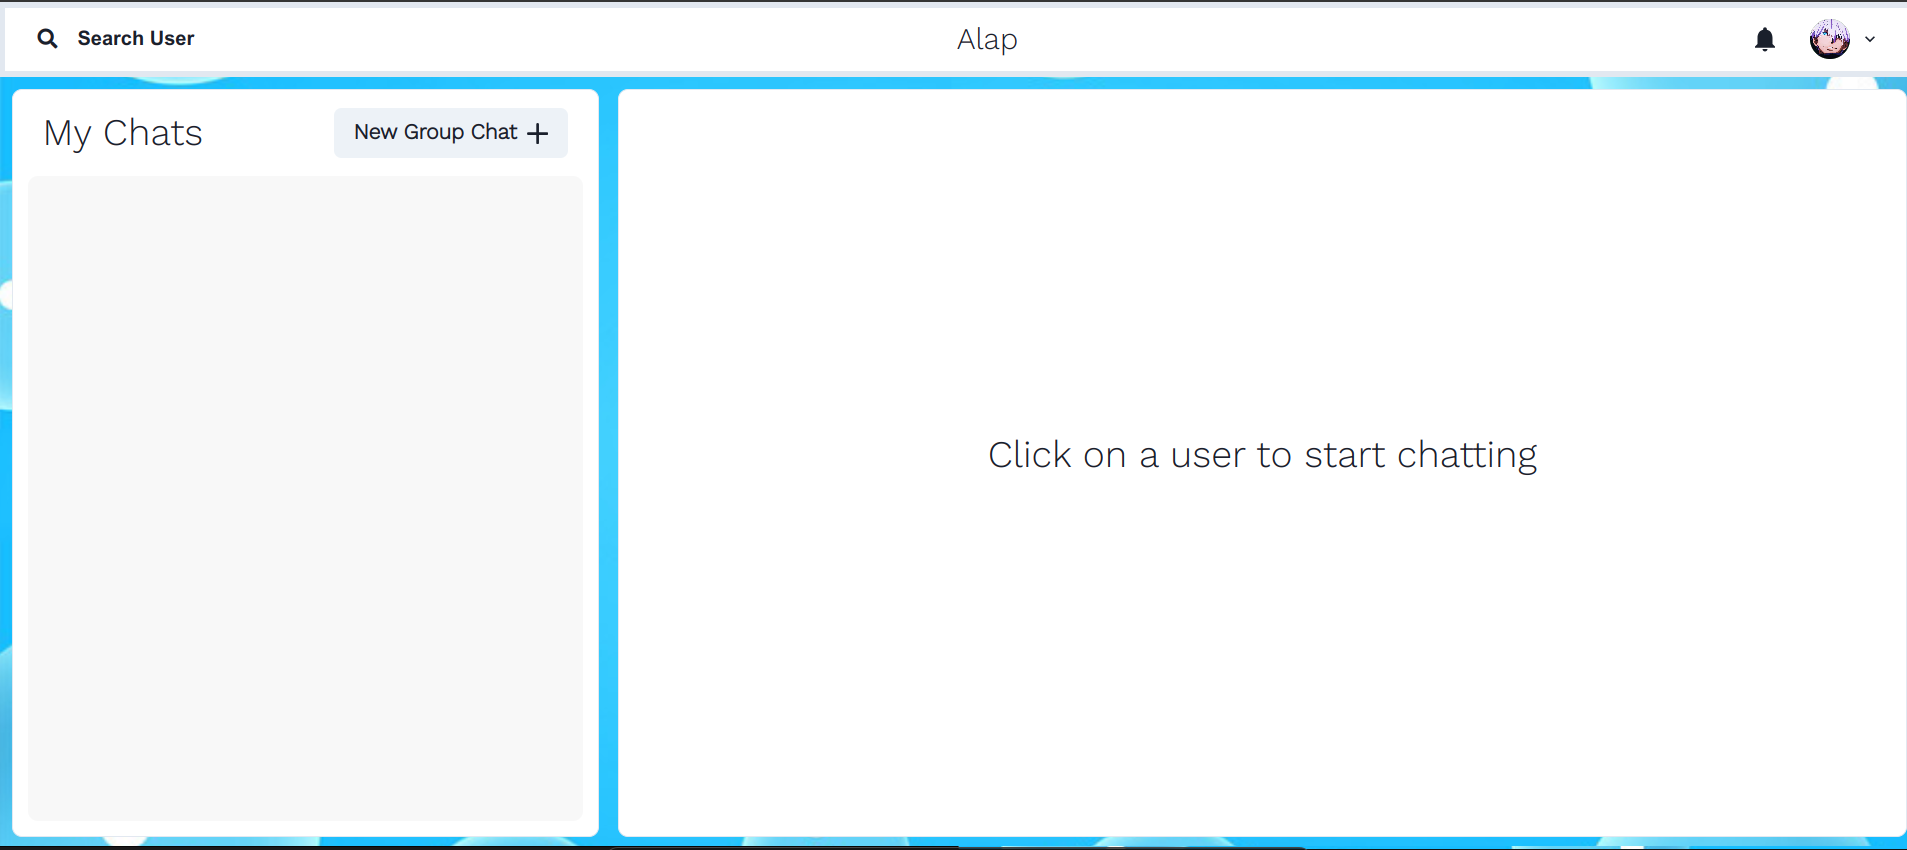 Search User
Alap
My Chats
New Group Chat
Click on a user to start chatting